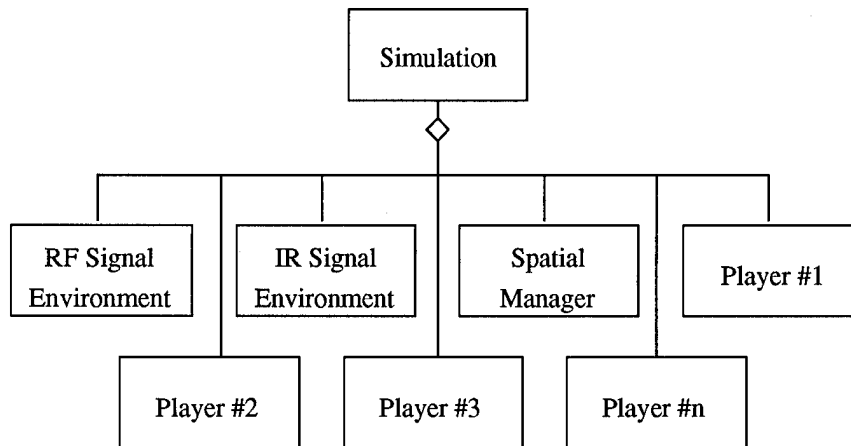 Simulation
RF Signal
Environment
IR Signal
Environment
Spatial
Manager
Player #1
Player #2
Player #3
Player #n